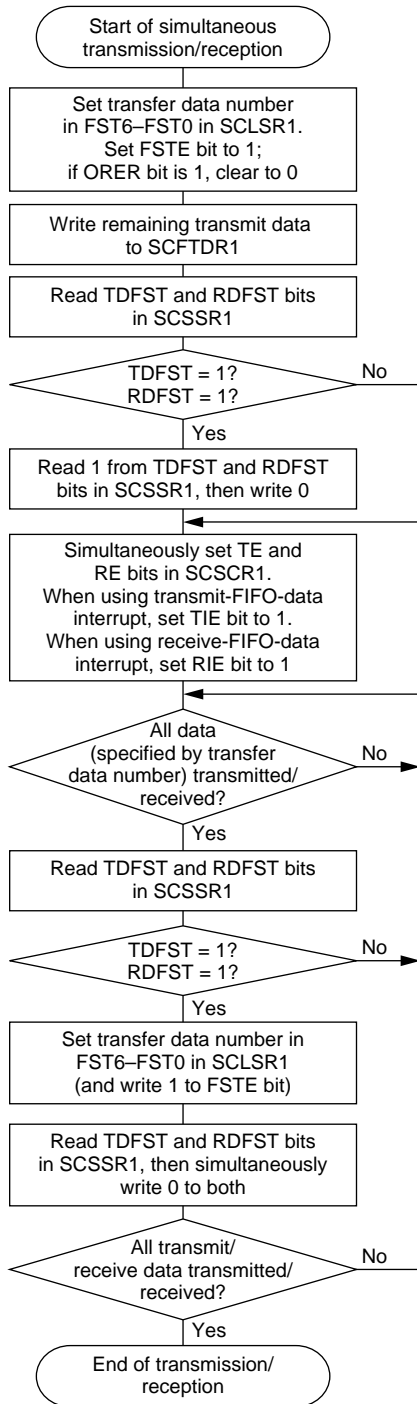 Start of simultaneous
transmission/reception
Set transfer data number
in FST6–FST0 in SCLSR1.
Set FSTE bit to 1;
if ORER bit is 1, clear to 0
Write remaining transmit data
to SCFTDR1
Read TDFST and RDFST bits
in SCSSR1
TDFST = 1?
RDFST = 1?
No
Yes
Read 1 from TDFST and RDFST
bits in SCSSR1, then write 0
Simultaneously set TE and
RE bits in SCSCR1.
When using transmit-FIFO-data
interrupt, set TIE bit to 1.
When using receive-FIFO-data
interrupt, set RIE bit to 1
All data
(specified by transfer
data number) transmitted/
received?
No
Yes
Read TDFST and RDFST bits
in SCSSR1
TDFST = 1?
RDFST = 1?
No
Yes
Set transfer data number in
FST6–FST0 in SCLSR1
(and write 1 to FSTE bit)
Read TDFST and RDFST bits
in SCSSR1, then simultaneously
write 0 to both
All transmit/
receive data transmitted/
received?
No
Yes
End of transmission/
reception